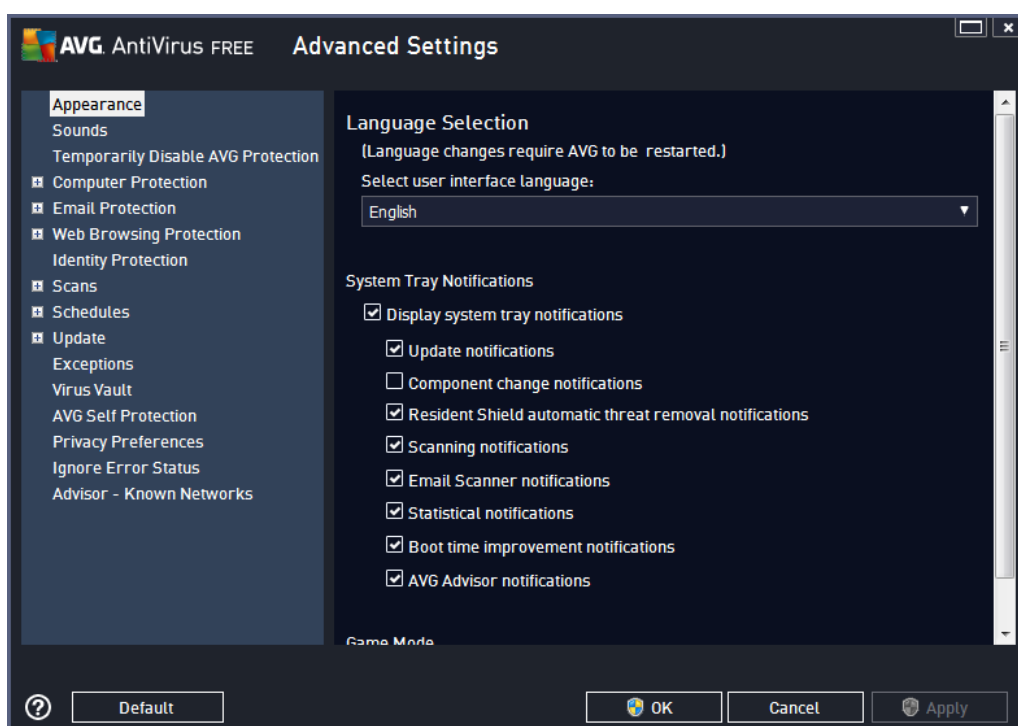 AVG. AntiVirus FREE Advanced Settings
Appearance
Sounds
Temporarily Disable AVG Protection
Computer Protection
Email Protection
Web Browsing Protection
Identity Protection
Scans
Schedules
Update
Exceptions
Virus Vault
AVG Self Protection
Privacy Preferences
Ignore Error Status
Advisor - Known Networks
Language Selection
(Language changes require AVG to be restarted.)
Select user interface language:
English
System Tray Notifications
Display system tray notifications
Update notifications
Component change notifications
Resident Shield automatic threat removal notifications
Scanning notifications
Email Scanner notifications
Statistical notifications
Boot time improvement notifications
AVG Advisor notifications
Game Mode
? Default OK Cancel Apply